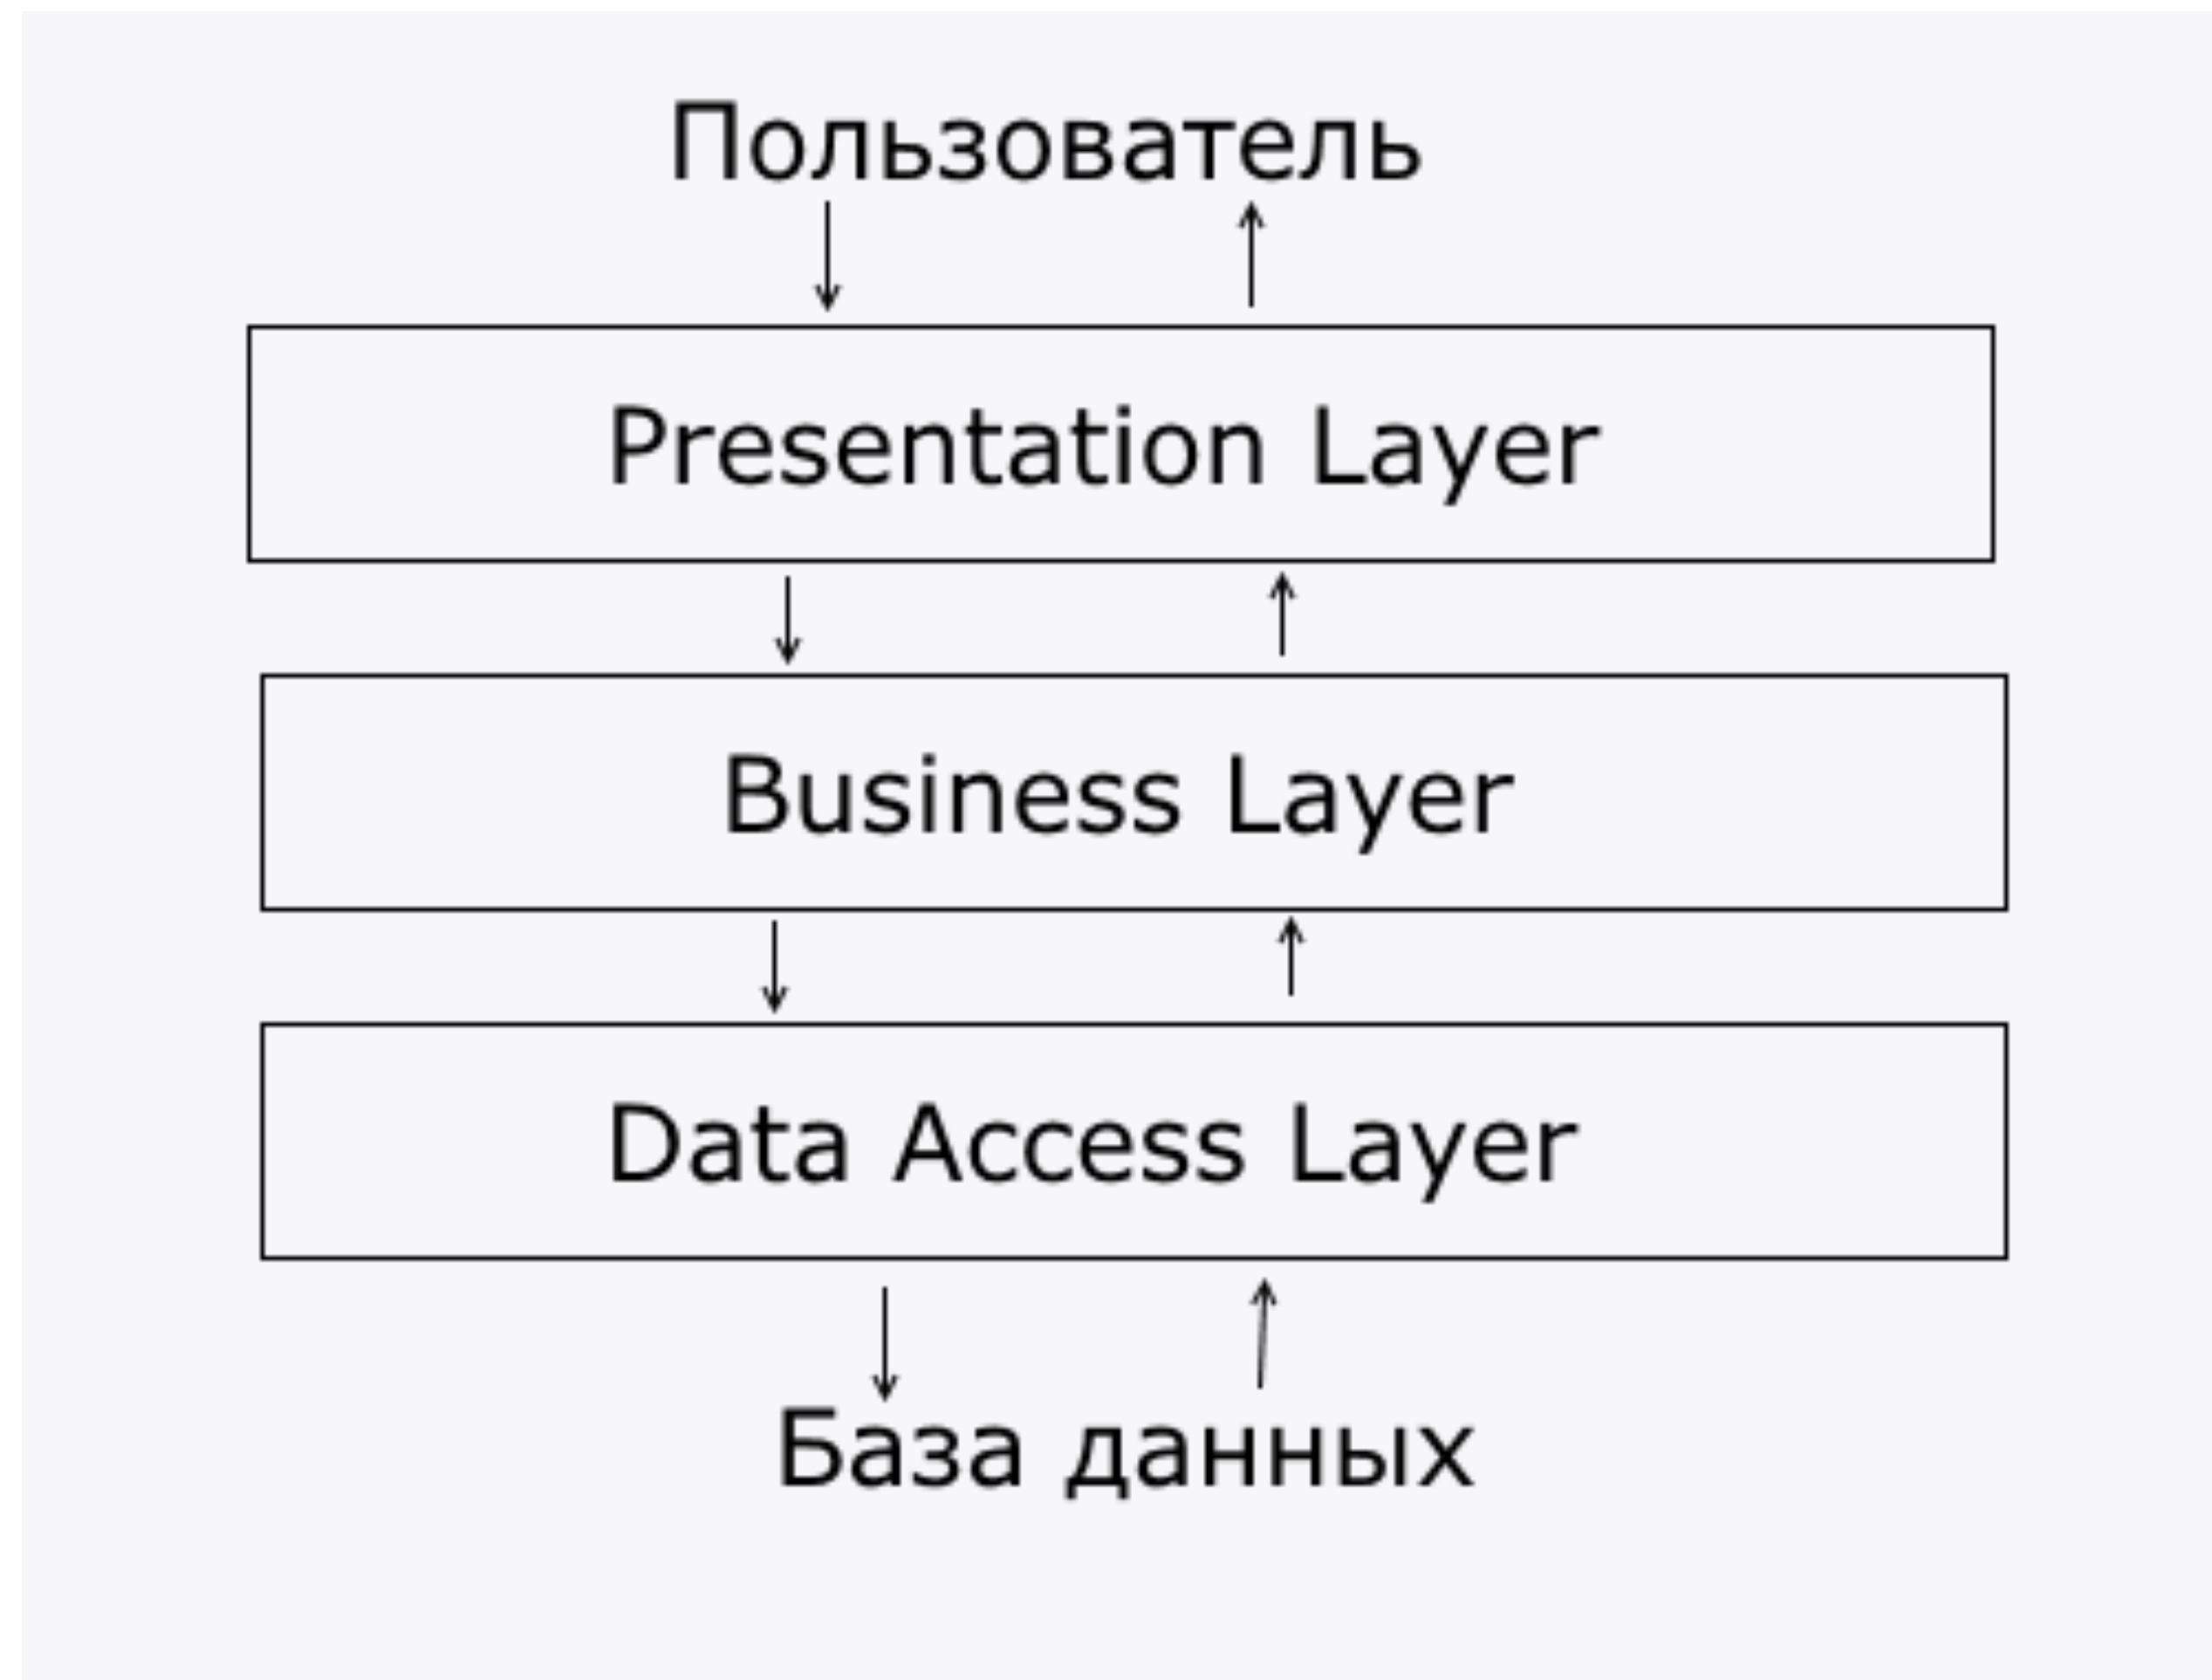 Пользователь
Presentation Layer
Business Layer
Data Access Layer
База данных